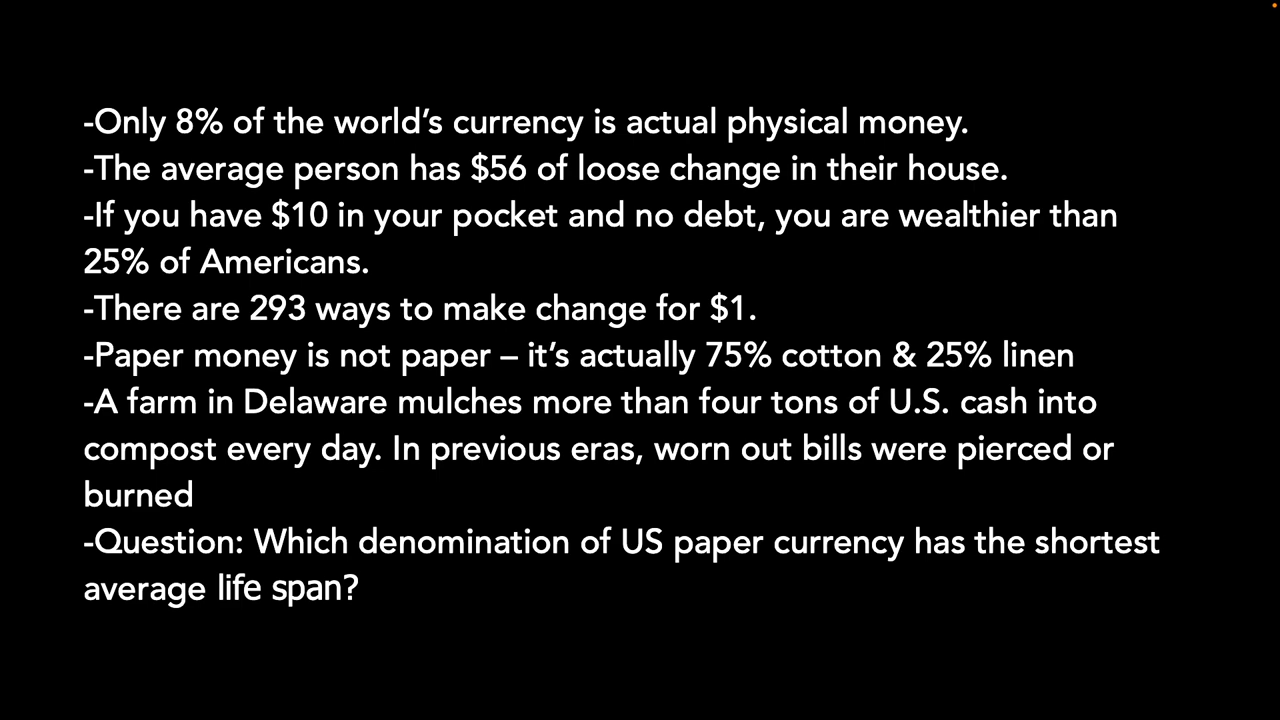 -Only 8% of the world’s currency is actual physical money.
-The average person has $56 of loose change in their house.
-If you have $10 in your pocket and no debt, you are wealthier than
25% of Americans.
-There are 293 ways to make change for $1.
-Paper money is not paper – it’s actually 75% cotton & 25% linen
-A farm in Delaware mulches more than four tons of U.S. cash into
compost every day. In previous eras, worn out bills were pierced or
burned
-Question: Which denomination of US paper currency has the shortest
average life span?